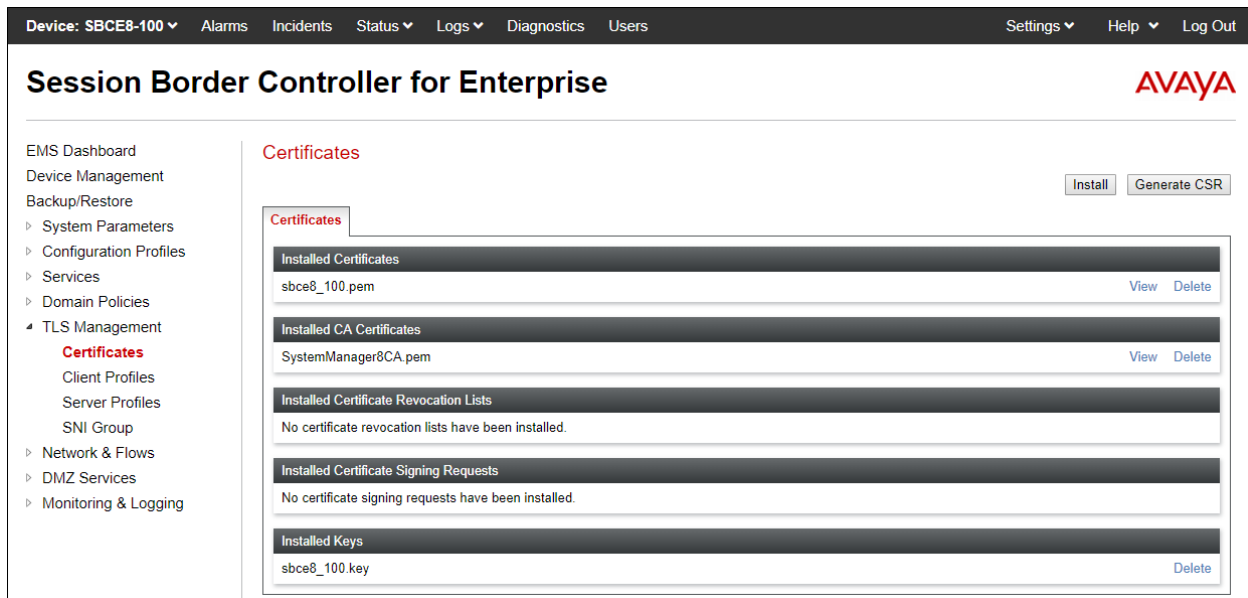 Device: SBCE8-100 Alarms Incidents Status Logs Diagnostics Users Settings Help Log Out
Session Border Controller for Enterprise
AVAYA
EMS Dashboard
Device Management
Backup/Restore
System Parameters
Configuration Profiles
Services
Domain Policies
TLS Management
Certificates
Client Profiles
Server Profiles
SNI Group
Network & Flows
DMZ Services
Monitoring & Logging
Certificates
Install Generate CSR
Certificates
Installed Certificates
sbce8_100.pem View Delete
Installed CA Certificates
SystemManager8CA.pem View Delete
Installed Certificate Revocation Lists
No certificate revocation lists have been installed.
Installed Certificate Signing Requests
No certificate signing requests have been installed.
Installed Keys
sbce8_100.key Delete